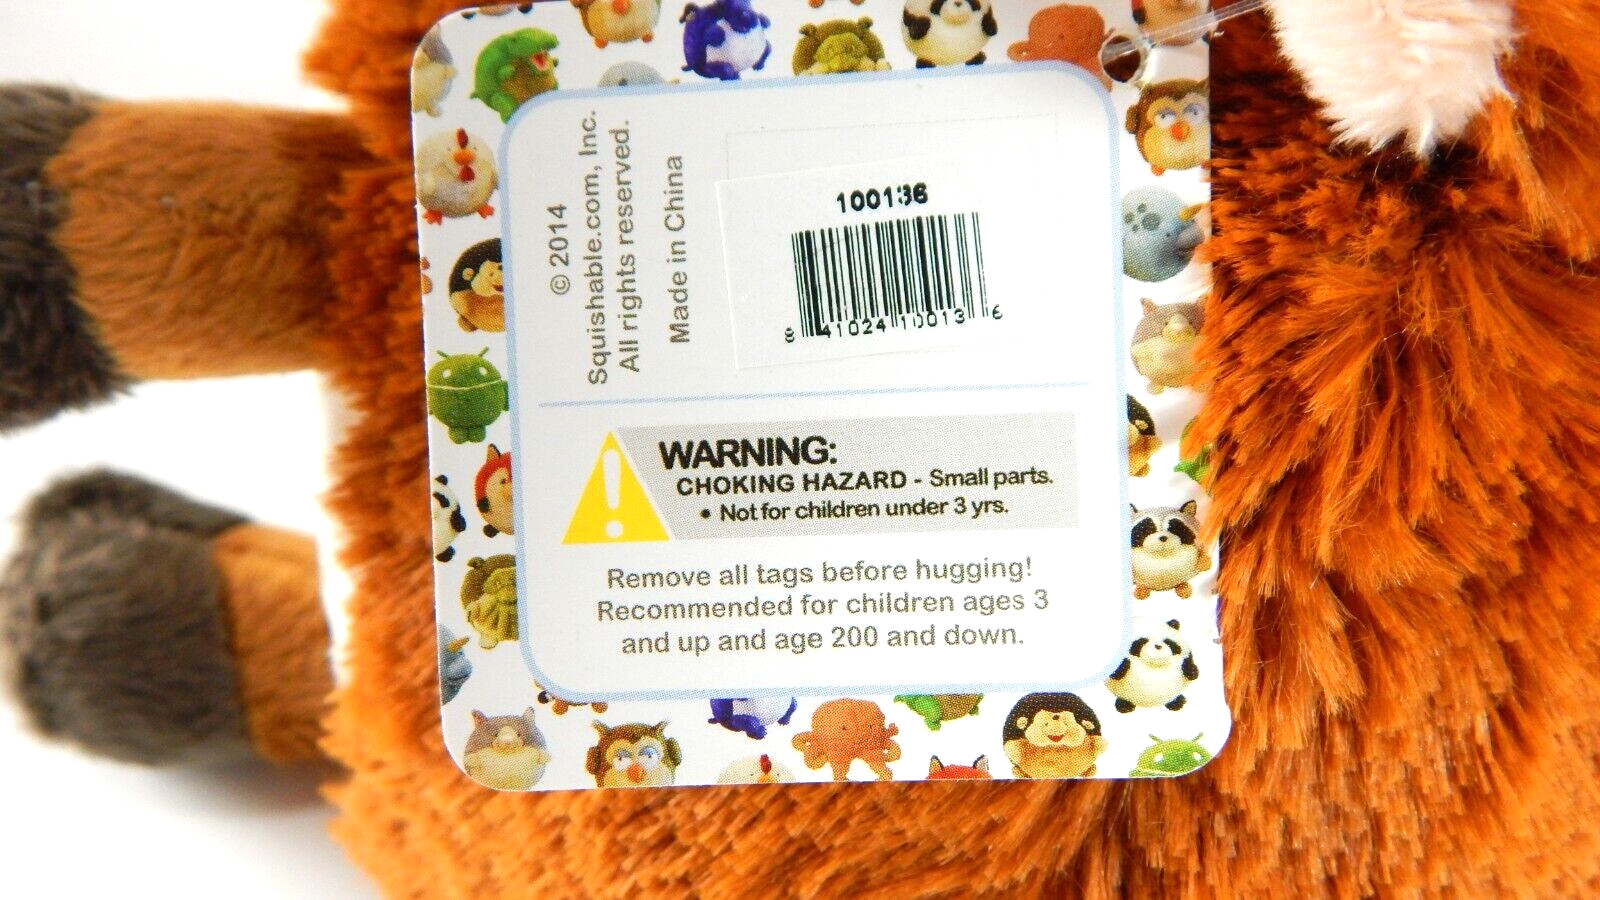 © 2014
Squishable.com, Inc.
All rights reserved.
Made in China
100136
8 41024 10013 6
WARNING:
CHOKING HAZARD - Small parts.
• Not for children under 3 yrs.
Remove all tags before hugging!
Recommended for children ages 3
and up and age 200 and down.